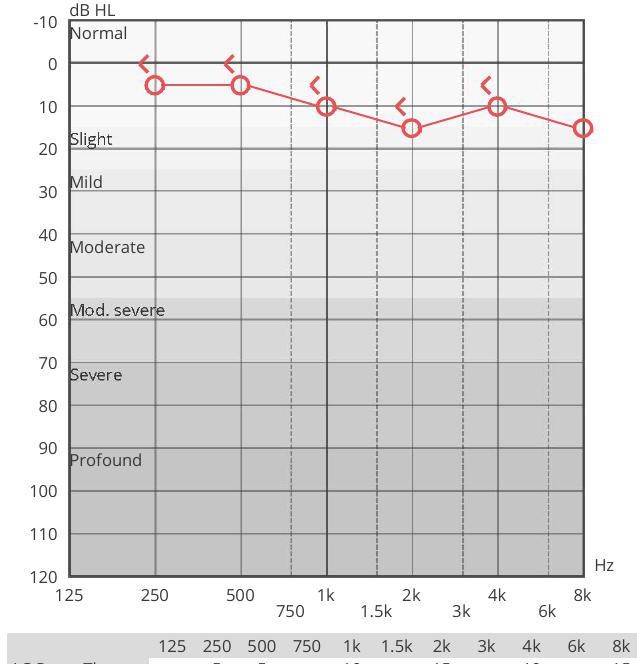 dB HL
-10
Normal
0
10
Slight
20
Mild
30
40
Moderate
50
Mod. severe
60
70
Severe
80
90
Profound
100
110
Hz
120
125 250 500 1k 2k 4k 8k
750 1.5k 3k 6k
125 250 500 750 1k 1.5k 2k 3k 4k 6k 8k